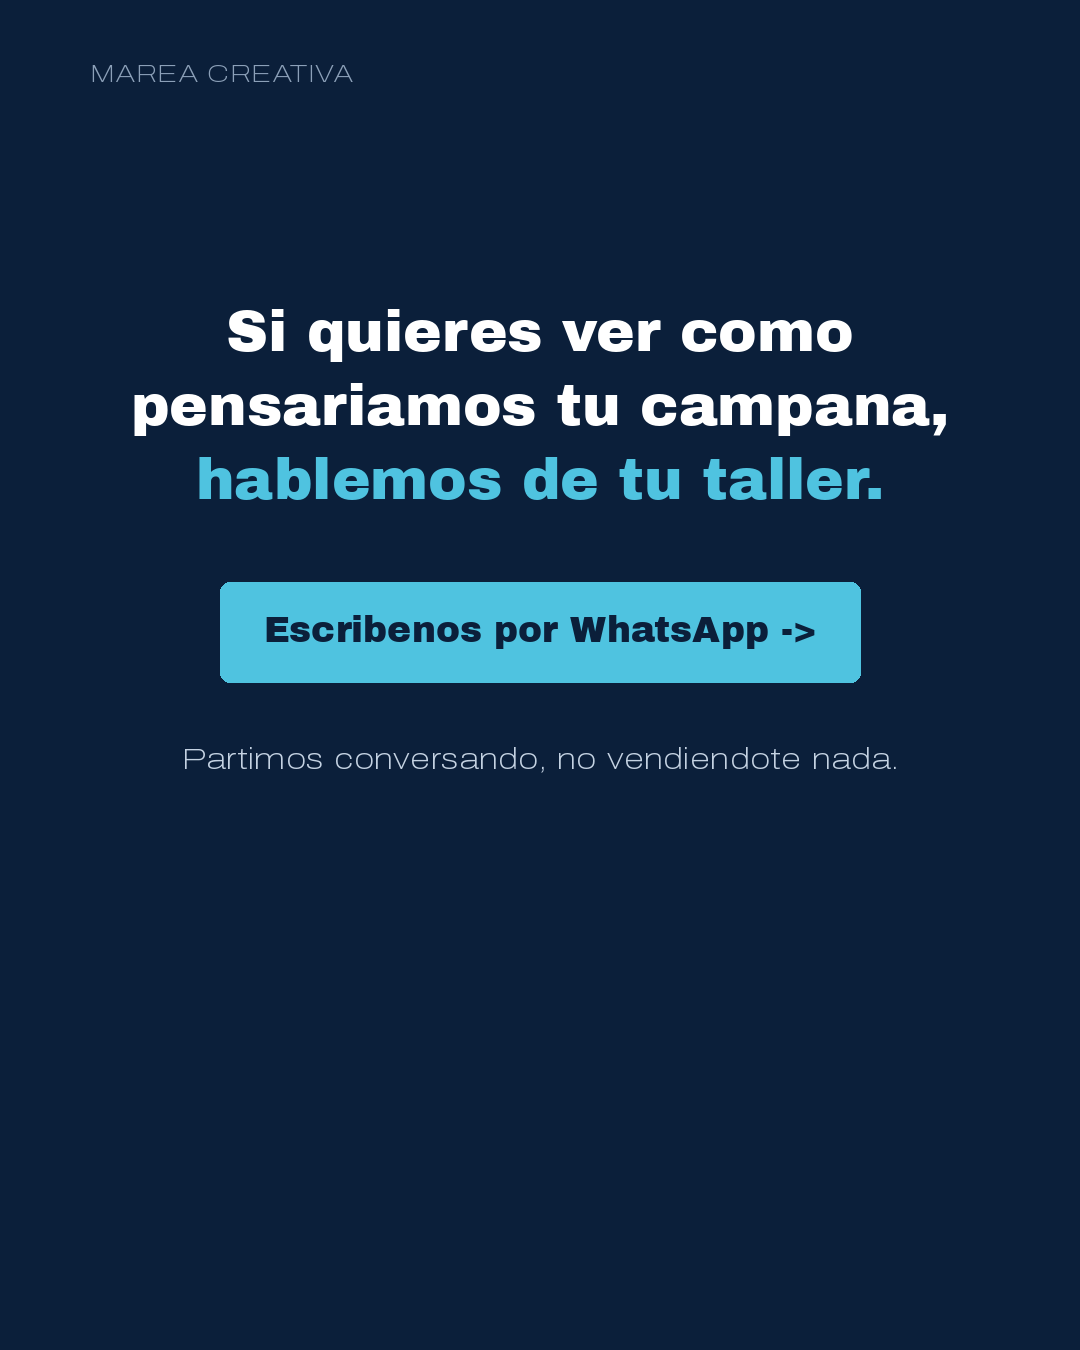 MAREA CREATIVA
Si quieres ver como
pensariamos tu campana,
hablemos de tu taller.
Escribenos por WhatsApp ->
Partimos conversando, no vendiendote nada.